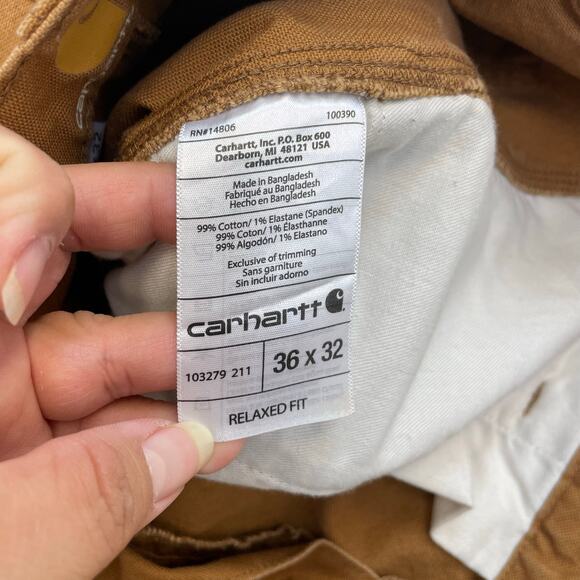 RN#14806 100390
Carhartt, Inc. P.O. Box 600
Dearborn, MI 48121 USA
carhartt.com
Made in Bangladesh
Fabriqué au Bangladesh
Hecho en Bangladesh
99% Cotton/ 1% Elastane (Spandex)
99% Coton/ 1% Élasthanne
99% Algodón/ 1% Elastano
Exclusive of trimming
Sans garniture
Sin incluir adorno
carhartt
103279 211 36 x 32
RELAXED FIT